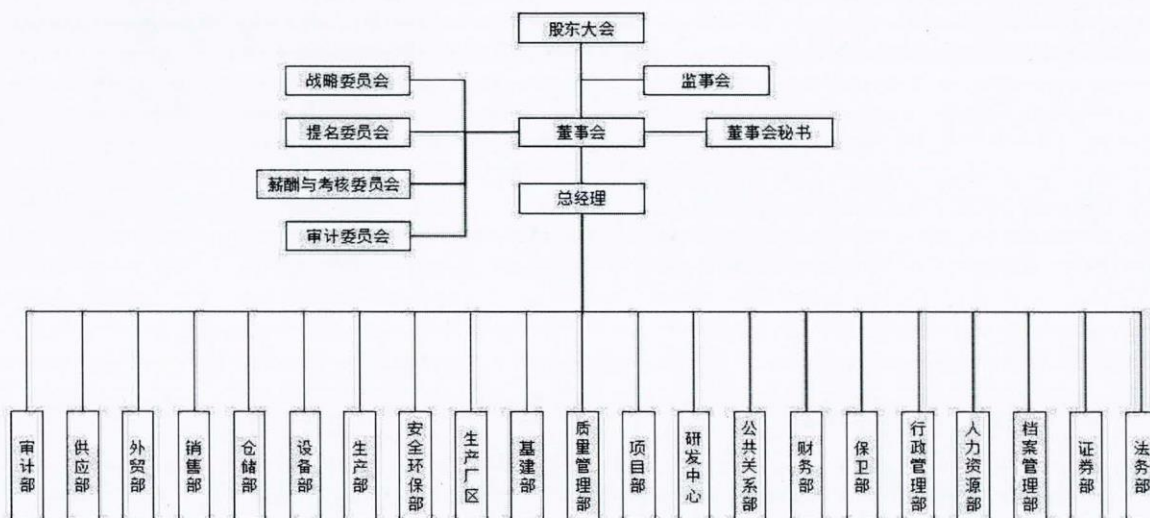 股东大会
战略委员会
监事会
提名委员会
董事会
董事会秘书
薪酬与考核委员会
总经理
审计委员会
审计部
供应部
外贸部
销售部
仓储部
设备部
生产部
安全环保部
生产厂区
基建部
质量管理部
项目部
研发中心
公共关系部
财务部
保卫部
行政管理部
人力资源部
档案管理部
证券部
法务部